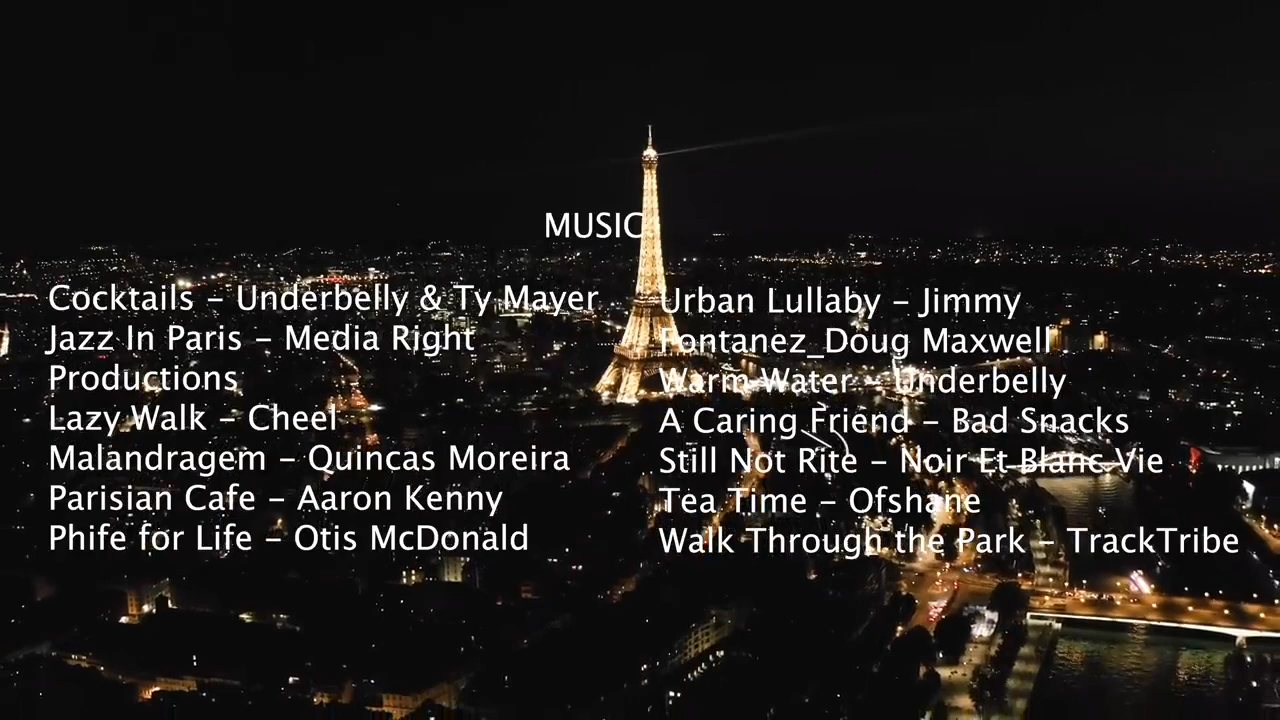 MUSIC
Cocktails – Underbelly & Ty Mayer
Jazz In Paris – Media Right
Productions
Lazy Walk – Cheel
Malandragem – Quincas Moreira
Parisian Cafe – Aaron Kenny
Phife for Life – Otis McDonald
Urban Lullaby – Jimmy
Fontanez_Doug Maxwell
Warm Water – Underbelly
A Caring Friend – Bad Snacks
Still Not Rite – Noir Et Blanc Vie
Tea Time – Ofshane
Walk Through the Park – TrackTribe